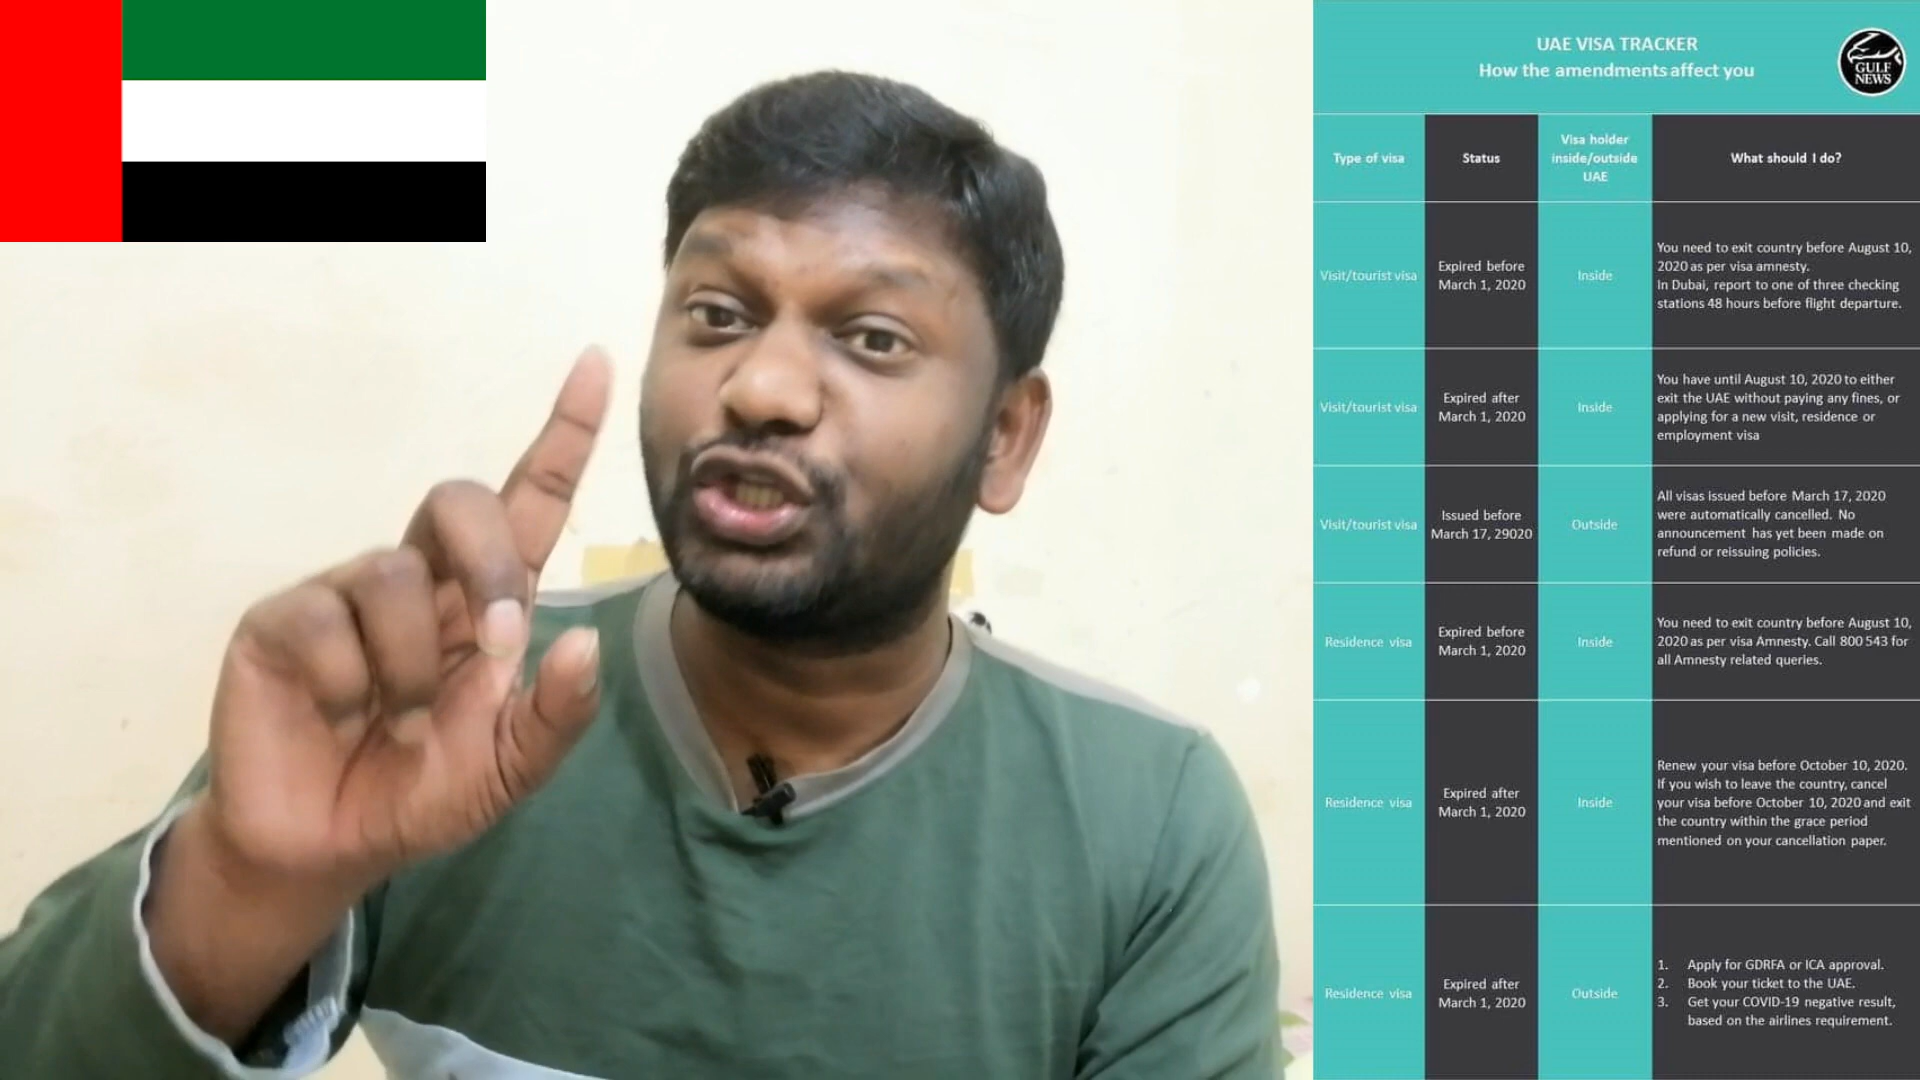 UAE VISA TRACKER
How the amendments affect you
GULF
NEWS
Type of visa
Status
Visa holder
inside/outside
UAE
What should I do?
Visit/tourist visa
Expired before
March 1, 2020
Inside
You need to exit country before August 10,
2020 as per visa amnesty.
In Dubai, report to one of three checking
stations 48 hours before flight departure.
Visit/tourist visa
Expired after
March 1, 2020
Inside
You have until August 10, 2020 to either
exit the UAE without paying any fines, or
applying for a new visit, residence or
employment visa
Visit/tourist visa
Issued before
March 17, 29020
Outside
All visas issued before March 17, 2020
were automatically cancelled. No
announcement has yet been made on
refund or reissuing policies.
Residence visa
Expired before
March 1, 2020
Inside
You need to exit country before August 10,
2020 as per visa Amnesty. Call 800 543 for
all Amnesty related queries.
Residence visa
Expired after
March 1, 2020
Inside
Renew your visa before October 10, 2020.
If you wish to leave the country, cancel
your visa before October 10, 2020 and exit
the country within the grace period
mentioned on your cancellation paper.
Residence visa
Expired after
March 1, 2020
Outside
1. Apply for GDRFA or ICA approval.
2. Book your ticket to the UAE.
3. Get your COVID-19 negative result,
based on the airlines requirement.